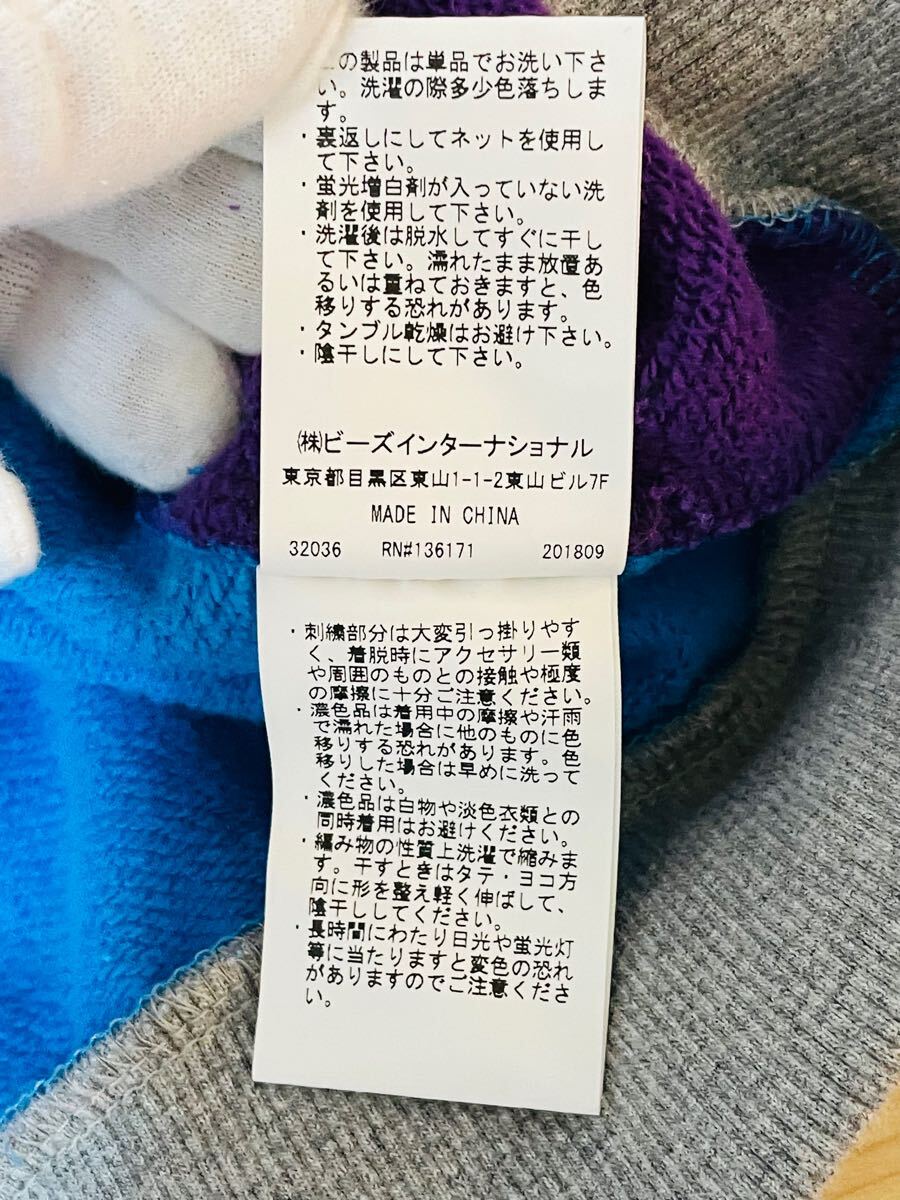 の製品は単品でお洗い下さ
い。洗濯の際多少色落ちしま
す。
・裏返しにしてネットを使用し
て下さい。
・蛍光増白剤が入っていない洗
剤を使用して下さい。
・洗濯後は脱水してすぐに干し
て下さい。濡れたまま放置あ
るいは重ねておきますと、色
移りする恐れがあります。
・タンブル乾燥はお避け下さい。
・陰干しにして下さい。
㈱ビーズインターナショナル
東京都目黒区東山1-1-2東山ビル7F
MADE IN CHINA
32036 RN#136171 201809
・刺繍部分は大変引っ掛りやす
く、着脱時にアクセサリー類
や周囲のものとの接触や極度
の摩擦に十分ご注意ください。
・濃色品は着用中の摩擦や汗雨
で濡れた場合に他のものに色
移りする恐れがあります。色
移りした場合は早めに洗って
ください。
・濃色品は白物や淡色衣類との
同時着用はお避けください。
・編み物の性質上洗濯で縮みま
す。干すときはタテ・ヨコ方
向に形を整え軽く伸ばして、
陰干ししてください。
・長時間にわたり日光や蛍光灯
等に当たりますと変色の恐れ
がありますのでご注意くださ
い。